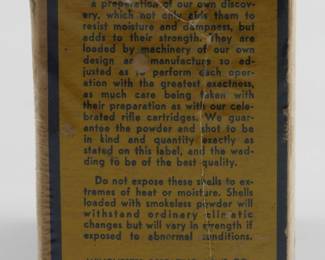 a preparation of our own discov-
ery, which not only aids them to
resist moisture and dampness, but
adds to their strength. They are
loaded by machinery of our own
design and manufacture so ad-
justed as to perform each oper-
ation with the greatest exactness,
as much care being taken with
their preparation as with our cele-
brated rifle cartridges. We guar-
antee the powder and shot to be
in kind and quantity exactly as
stated on this label, and the wad-
ding to be of the best quality.
Do not expose these shells to ex-
tremes of heat or moisture. Shells
loaded with smokeless powder will
withstand ordinary climatic
changes but will vary in strength if
exposed to abnormal conditions.